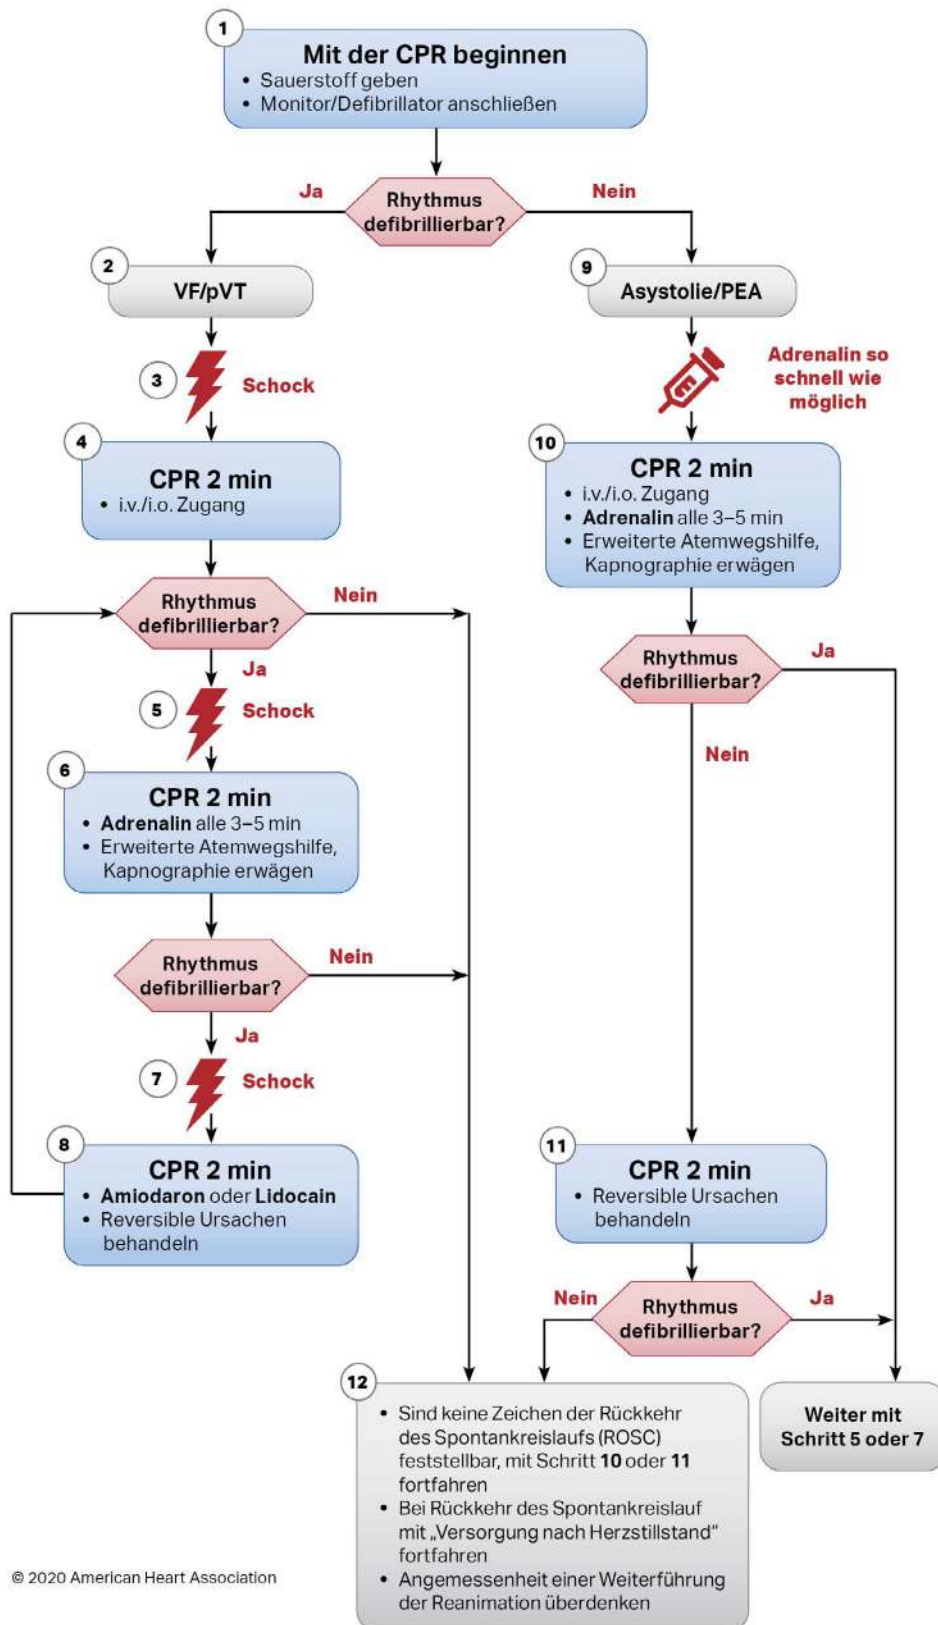 1
Mit der CPR beginnen
• Sauerstoff geben
• Monitor/Defibrillator anschließen
Ja
Rhythmus
defibrillierbar?
Nein
2
VF/pVT
3
Schock
4
CPR 2 min
• i.v./i.o. Zugang
Rhythmus
defibrillierbar?
Nein
Ja
5
Schock
6
CPR 2 min
• Adrenalin alle 3–5 min
• Erweiterte Atemwegshilfe,
Kapnographie erwägen
Rhythmus
defibrillierbar?
Nein
Ja
7
Schock
8
CPR 2 min
• Amiodaron oder Lidocain
• Reversible Ursachen
behandeln
9
Asystolie/PEA
Adrenalin so
schnell wie
möglich
10
CPR 2 min
• i.v./i.o. Zugang
• Adrenalin alle 3–5 min
• Erweiterte Atemwegshilfe,
Kapnographie erwägen
Rhythmus
defibrillierbar?
Ja
Nein
11
CPR 2 min
• Reversible Ursachen
behandeln
Nein
Rhythmus
defibrillierbar?
Ja
12
• Sind keine Zeichen der Rückkehr
des Spontankreislaufs (ROSC)
feststellbar, mit Schritt 10 oder 11
fortfahren
• Bei Rückkehr des Spontankreislauf
mit „Versorgung nach Herzstillstand“
fortfahren
• Angemessenheit einer Weiterführung
der Reanimation überdenken
Weiter mit
Schritt 5 oder 7
© 2020 American Heart Association